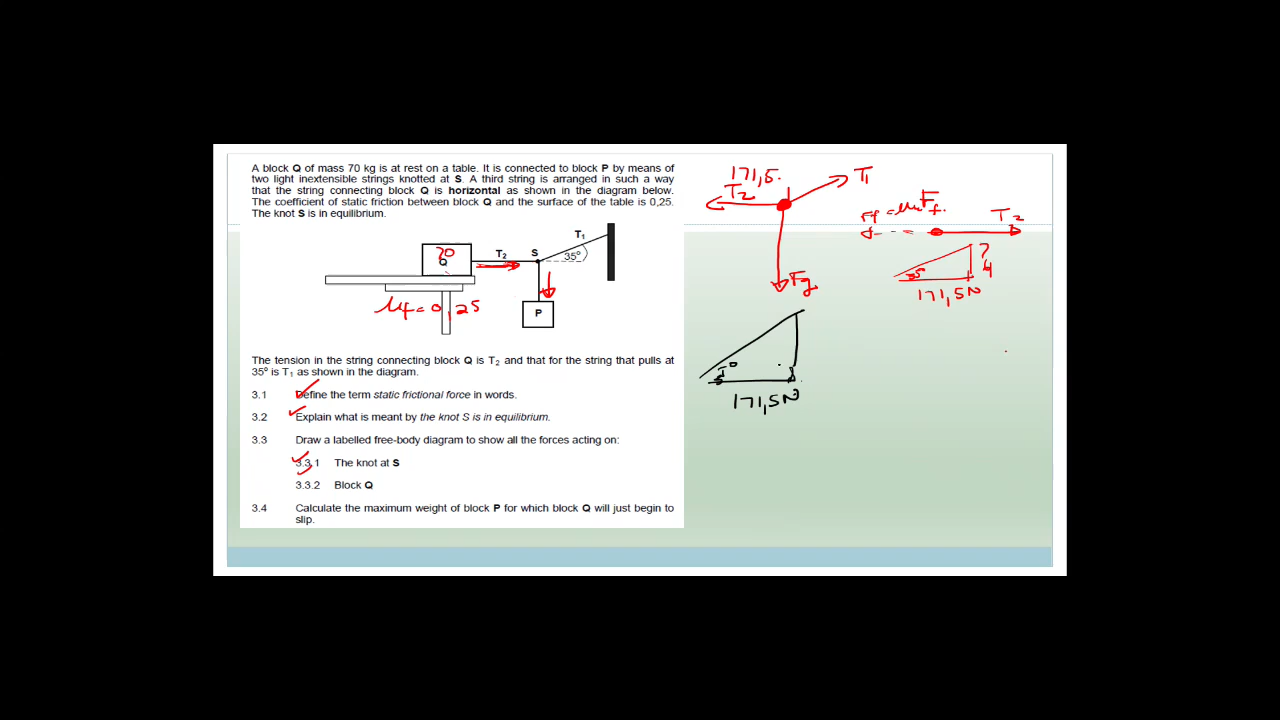 A block Q of mass 70 kg is at rest on a table. It is connected to block P by means of
two light inextensible strings knotted at S. A third string is arranged in such a way
that the string connecting block Q is horizontal as shown in the diagram below.
The coefficient of static friction between block Q and the surface of the table is 0,25.
The knot S is in equilibrium.
T₁
S
T₂
35º
70
Q
P
μf = 0,25
The tension in the string connecting block Q is T₂ and that for the string that pulls at
35º is T₁ as shown in the diagram.
3.1 Define the term static frictional force in words.
3.2 Explain what is meant by the knot S is in equilibrium.
3.3 Draw a labelled free-body diagram to show all the forces acting on:
3.3.1 The knot at S
3.3.2 Block Q
3.4 Calculate the maximum weight of block P for which block Q will just begin to
slip.
171,5.
T₂
T₁
Fg
T₂
35
?
171,5N
171,5N